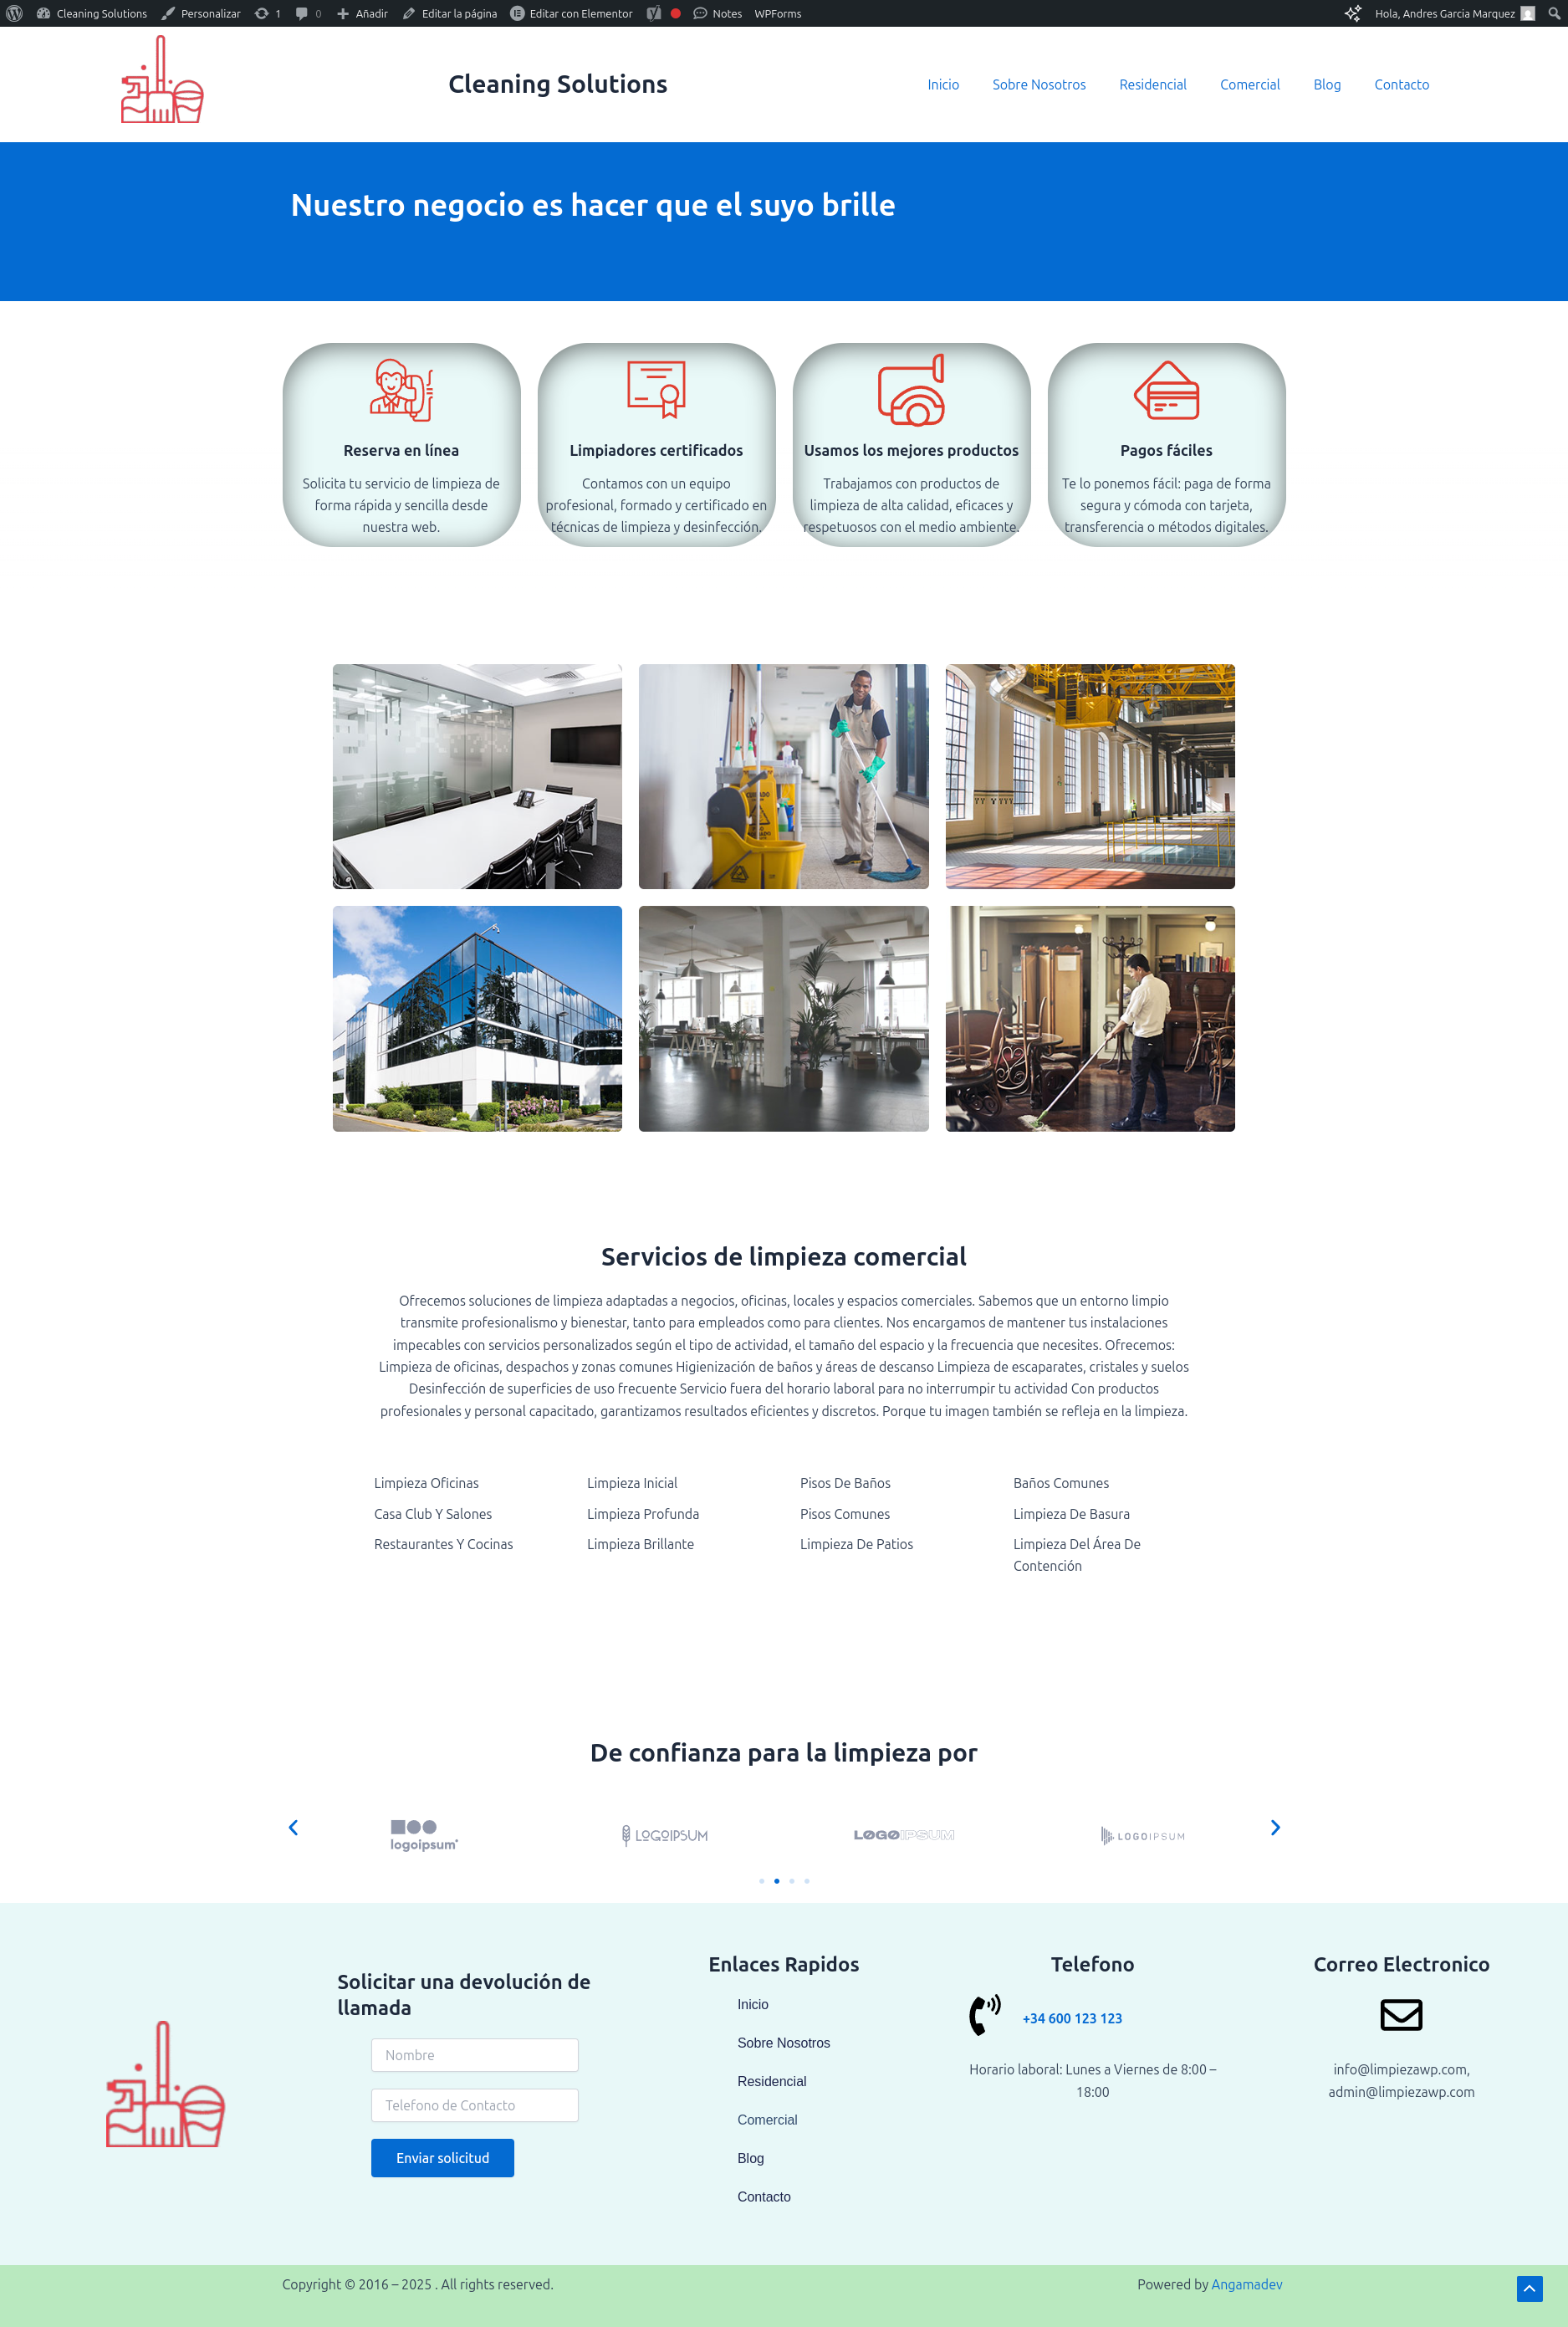 Cleaning Solutions Personalizar 1 0 Añadir Editar la página Editar con Elementor Notes WPForms Hola, Andres Garcia Marquez
Cleaning Solutions
Inicio Sobre Nosotros Residencial Comercial Blog Contacto
Nuestro negocio es hacer que el suyo brille
Reserva en línea
Solicita tu servicio de limpieza de
forma rápida y sencilla desde
nuestra web.
Limpiadores certificados
Contamos con un equipo
profesional, formado y certificado en
técnicas de limpieza y desinfección.
Usamos los mejores productos
Trabajamos con productos de
limpieza de alta calidad, eficaces y
respetuosos con el medio ambiente.
Pagos fáciles
Te lo ponemos fácil: paga de forma
segura y cómoda con tarjeta,
transferencia o métodos digitales.
Servicios de limpieza comercial
Ofrecemos soluciones de limpieza adaptadas a negocios, oficinas, locales y espacios comerciales. Sabemos que un entorno limpio
transmite profesionalismo y bienestar, tanto para empleados como para clientes. Nos encargamos de mantener tus instalaciones
impecables con servicios personalizados según el tipo de actividad, el tamaño del espacio y la frecuencia que necesites. Ofrecemos:
Limpieza de oficinas, despachos y zonas comunes Higienización de baños y áreas de descanso Limpieza de escaparates, cristales y suelos
Desinfección de superficies de uso frecuente Servicio fuera del horario laboral para no interrumpir tu actividad Con productos
profesionales y personal capacitado, garantizamos resultados eficientes y discretos. Porque tu imagen también se refleja en la limpieza.
Limpieza Oficinas
Casa Club Y Salones
Restaurantes Y Cocinas
Limpieza Inicial
Limpieza Profunda
Limpieza Brillante
Pisos De Baños
Pisos Comunes
Limpieza De Patios
Baños Comunes
Limpieza De Basura
Limpieza Del Área De
Contención
De confianza para la limpieza por
logoipsum
LOGOIPSUM
LOGOIPSUM
LOGOIPSUM
Solicitar una devolución de
llamada
Nombre
Telefono de Contacto
Enviar solicitud
Enlaces Rapidos
Inicio
Sobre Nosotros
Residencial
Comercial
Blog
Contacto
Telefono
+34 600 123 123
Horario laboral: Lunes a Viernes de 8:00 –
18:00
Correo Electronico
info@limpiezawp.com,
admin@limpiezawp.com
Copyright © 2016 – 2025 . All rights reserved.
Powered by Angamadev